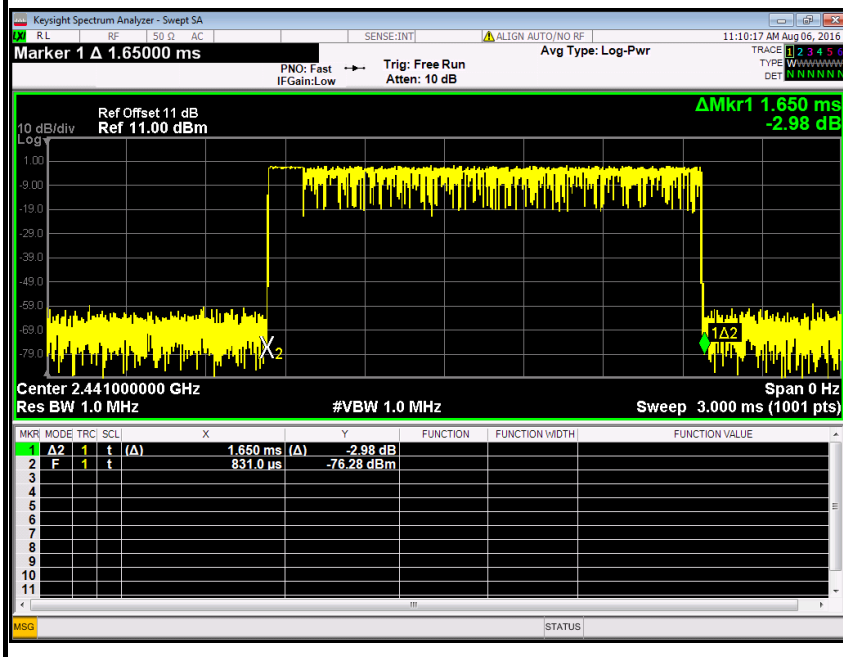 Keysight Spectrum Analyzer - Swept SA
LXI RL RF 50 Ω AC SENSE:INT ALIGN AUTO/NO RF 11:10:17 AM Aug 06, 2016
Marker 1 Δ 1.65000 ms
PNO: Fast
IFGain:Low
Trig: Free Run
Atten: 10 dB
Avg Type: Log-Pwr
TRACE 1 2 3 4 5 6
TYPE WWWWWW
DET N N N N N N
ΔMkr1 1.650 ms
-2.98 dB
Ref Offset 11 dB
10 dB/div Ref 11.00 dBm
Log
1.00
-9.00
-19.0
-29.0
-39.0
-49.0
-59.0
-69.0
-79.0
X2
1Δ2
Center 2.441000000 GHz Span 0 Hz
Res BW 1.0 MHz #VBW 1.0 MHz Sweep 3.000 ms (1001 pts)
MKR MODE TRC SCL X Y FUNCTION FUNCTION WIDTH FUNCTION VALUE
1 Δ2 1 t (Δ) 1.650 ms (Δ) -2.98 dB
2 F 1 t 831.0 µs -76.28 dBm
3
4
5
6
7
8
9
10
11
MSG STATUS